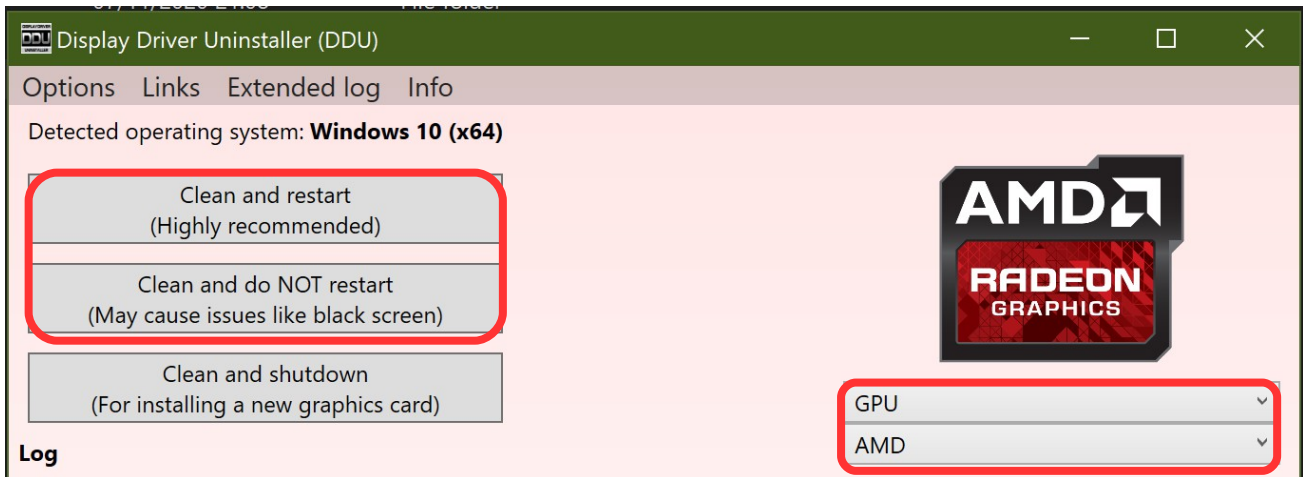 DDU Display Driver Uninstaller (DDU)
Options Links Extended log Info
Detected operating system: Windows 10 (x64)
Clean and restart
(Highly recommended)
Clean and do NOT restart
(May cause issues like black screen)
Clean and shutdown
(For installing a new graphics card)
Log
AMD
RADEON
GRAPHICS
GPU
AMD